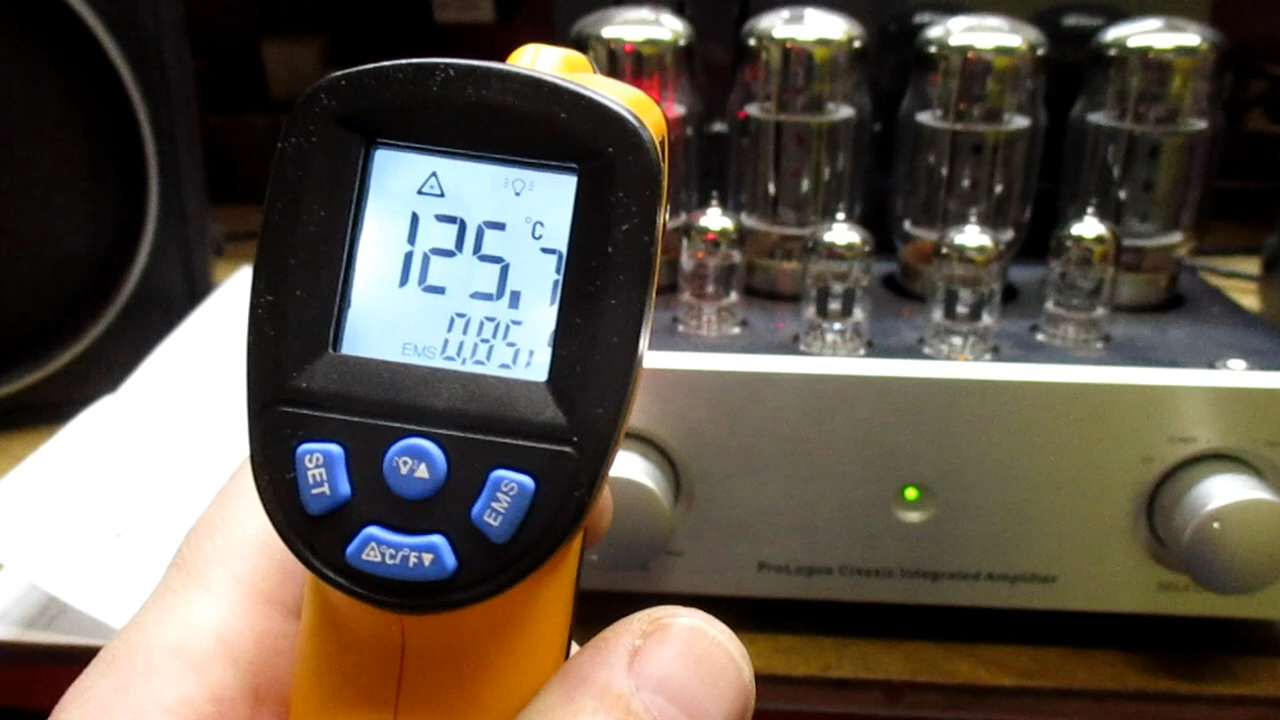 °C
125.7
EMS 0.85
SET
EMS
°C/°F
ProLogue Classic Integrated Amplifier